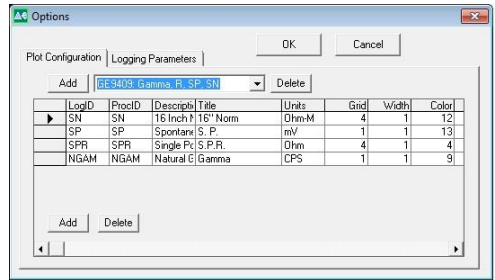 Options
OK
Cancel
Plot Configuration
Logging Parameters
Add
GE9409: Gamma, R, SP, SN
Delete
LogID ProcID Descripti Title Units Grid Width Color
SN SN 16 Inch N 16" Norm Ohm-M 4 1 12
SP SP Spontane S. P. mV 1 1 13
SPR SPR Single Po S.P.R. Ohm 4 1 4
NGAM NGAM Natural G Gamma CPS 1 1 9
Add
Delete